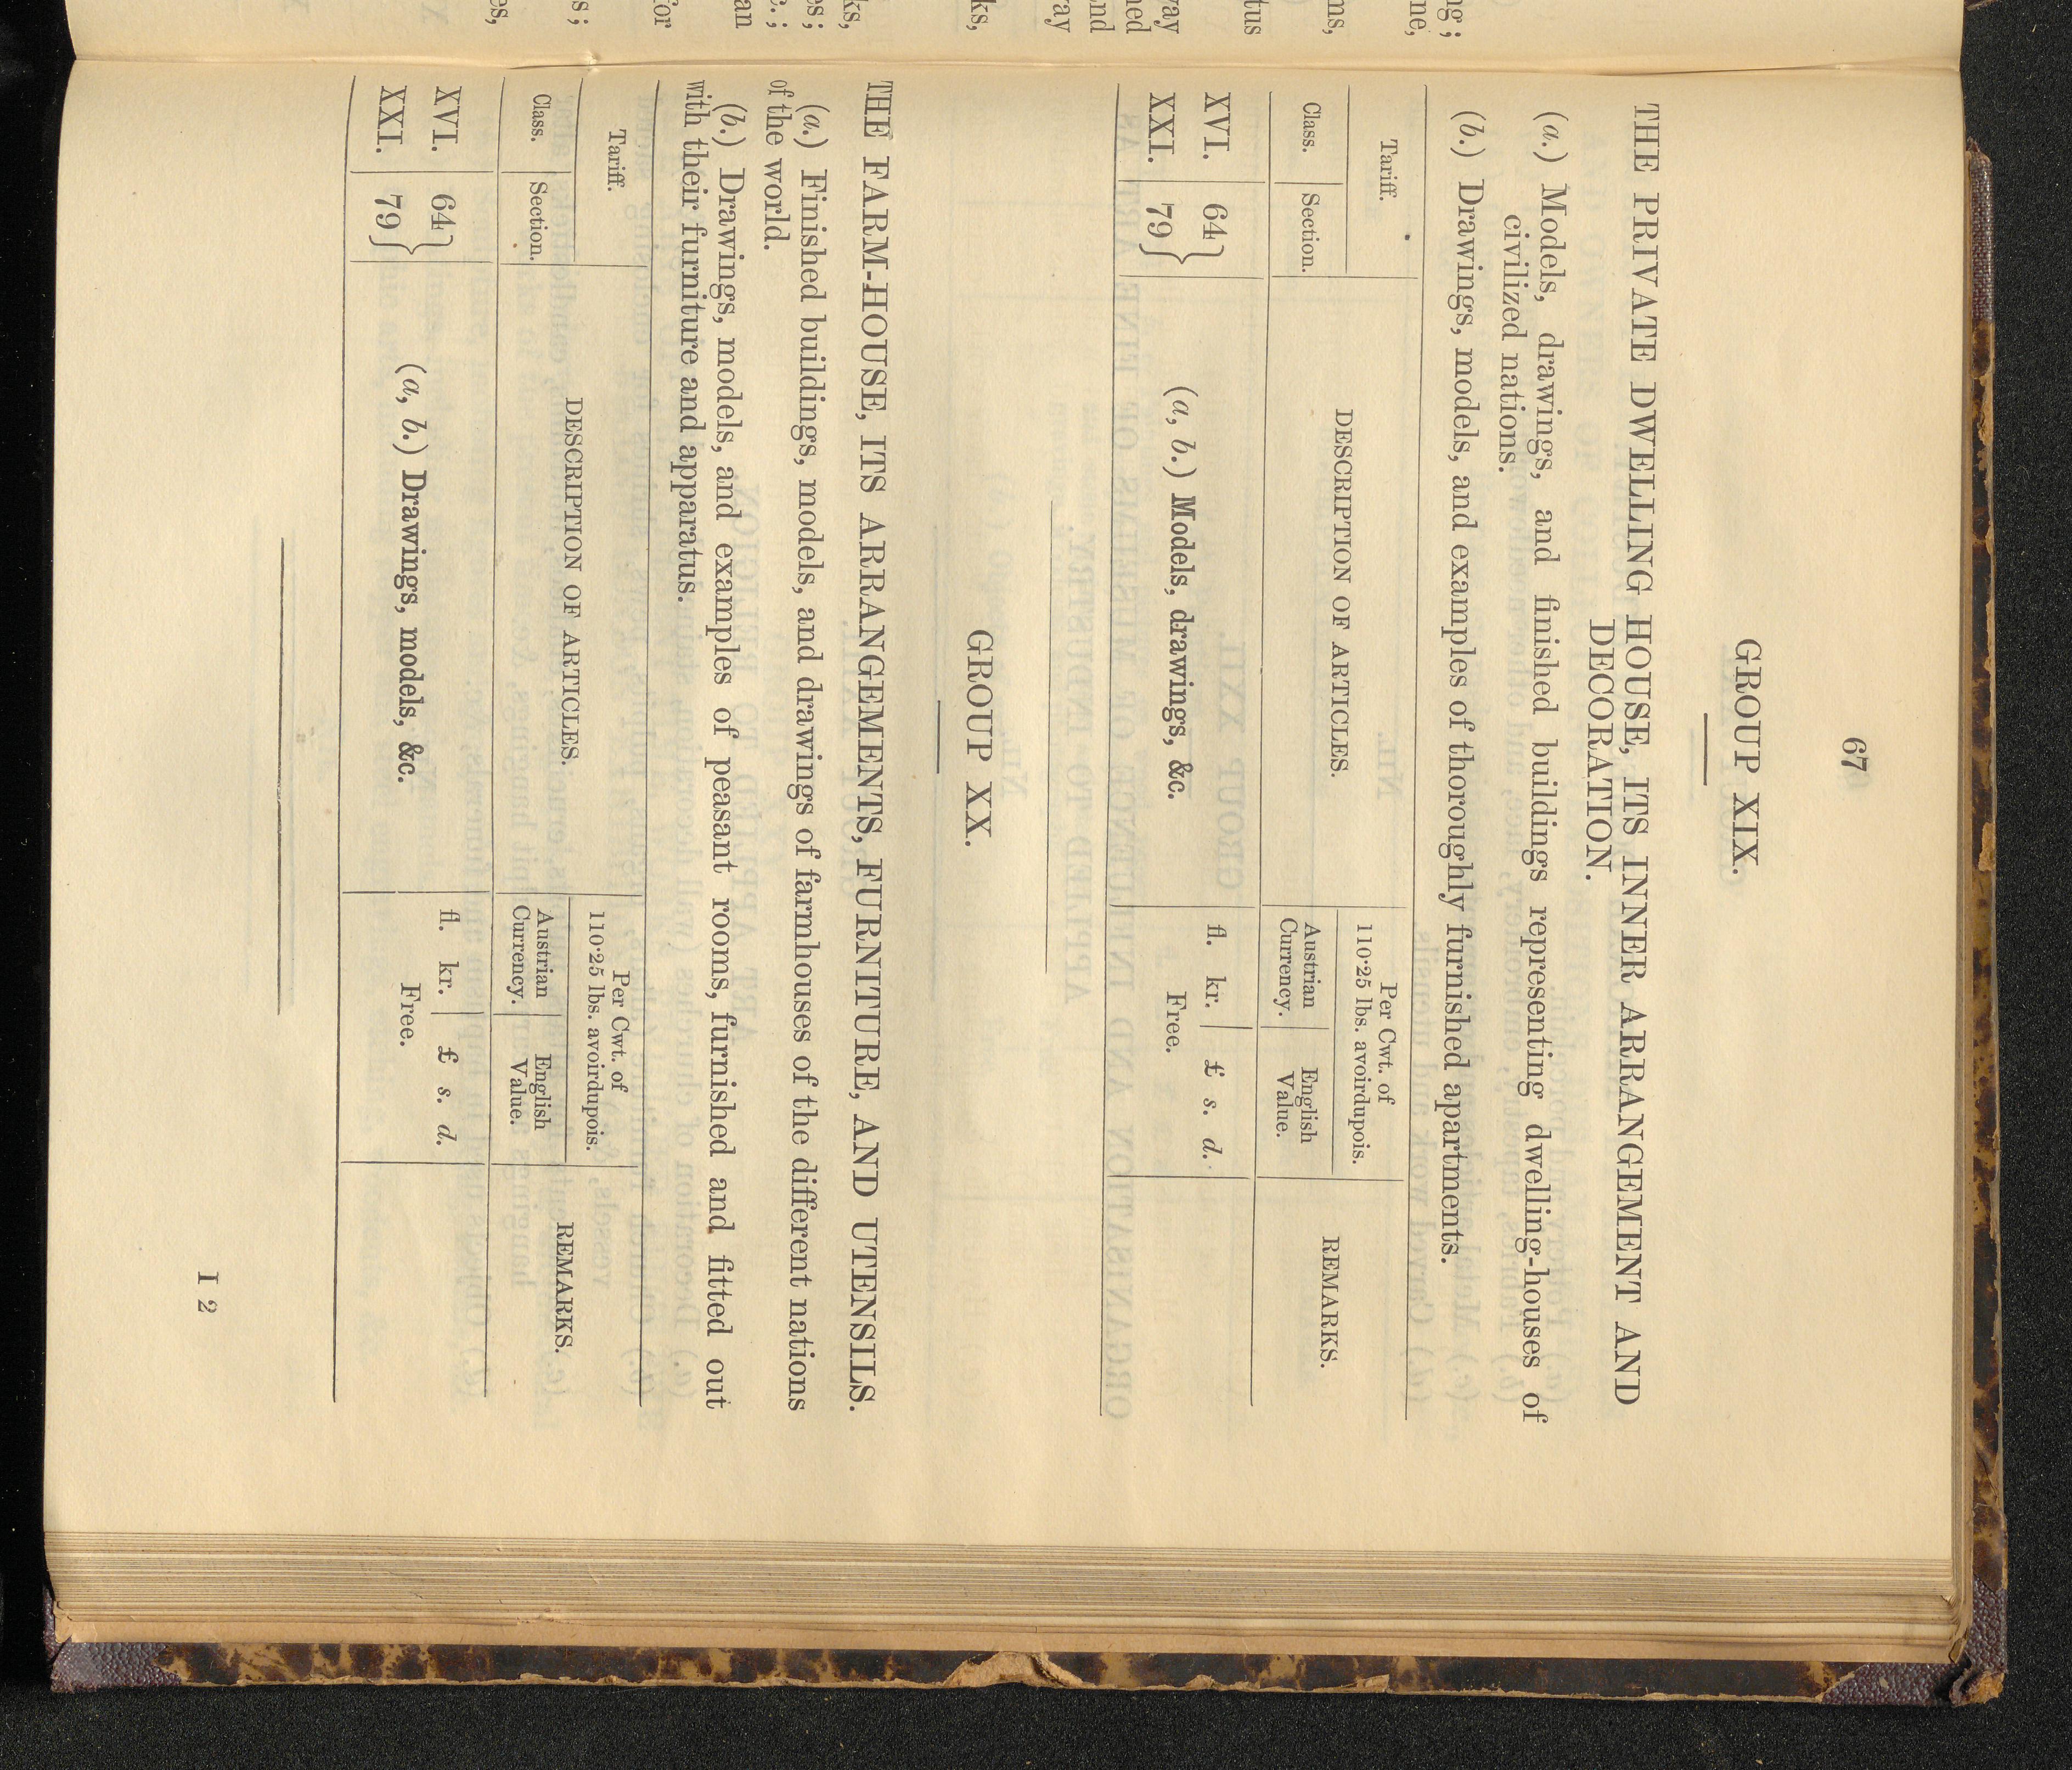 67
GROUP XIX.
THE PRIVATE DWELLING HOUSE, ITS INNER ARRANGEMENT AND
DECORATION.
(a.) Models, drawings, and finished buildings representing dwelling-houses of
civilized nations.
(b.) Drawings, models, and examples of thoroughly furnished apartments.
Tariff. DESCRIPTION OF ARTICLES. Per Cwt. of REMARKS.
110·25 lbs. avoirdupois.
Class. Section. Austrian English
Currency. Value.
fl. kr. £ s. d.
XVI. 64 }
XXI. 79 } (a, b.) Models, drawings, &c. Free.
GROUP XX.
THE FARM-HOUSE, ITS ARRANGEMENTS, FURNITURE, AND UTENSILS.
(a.) Finished buildings, models, and drawings of farmhouses of the different nations
of the world.
(b.) Drawings, models, and examples of peasant rooms, furnished and fitted out
with their furniture and apparatus.
Tariff. DESCRIPTION OF ARTICLES. Per Cwt. of REMARKS.
110·25 lbs. avoirdupois.
Class. Section. Austrian English
Currency. Value.
fl. kr. £ s. d.
XVI. 64 }
XXI. 79 } (a, b.) Drawings, models, &c. Free.
I 2